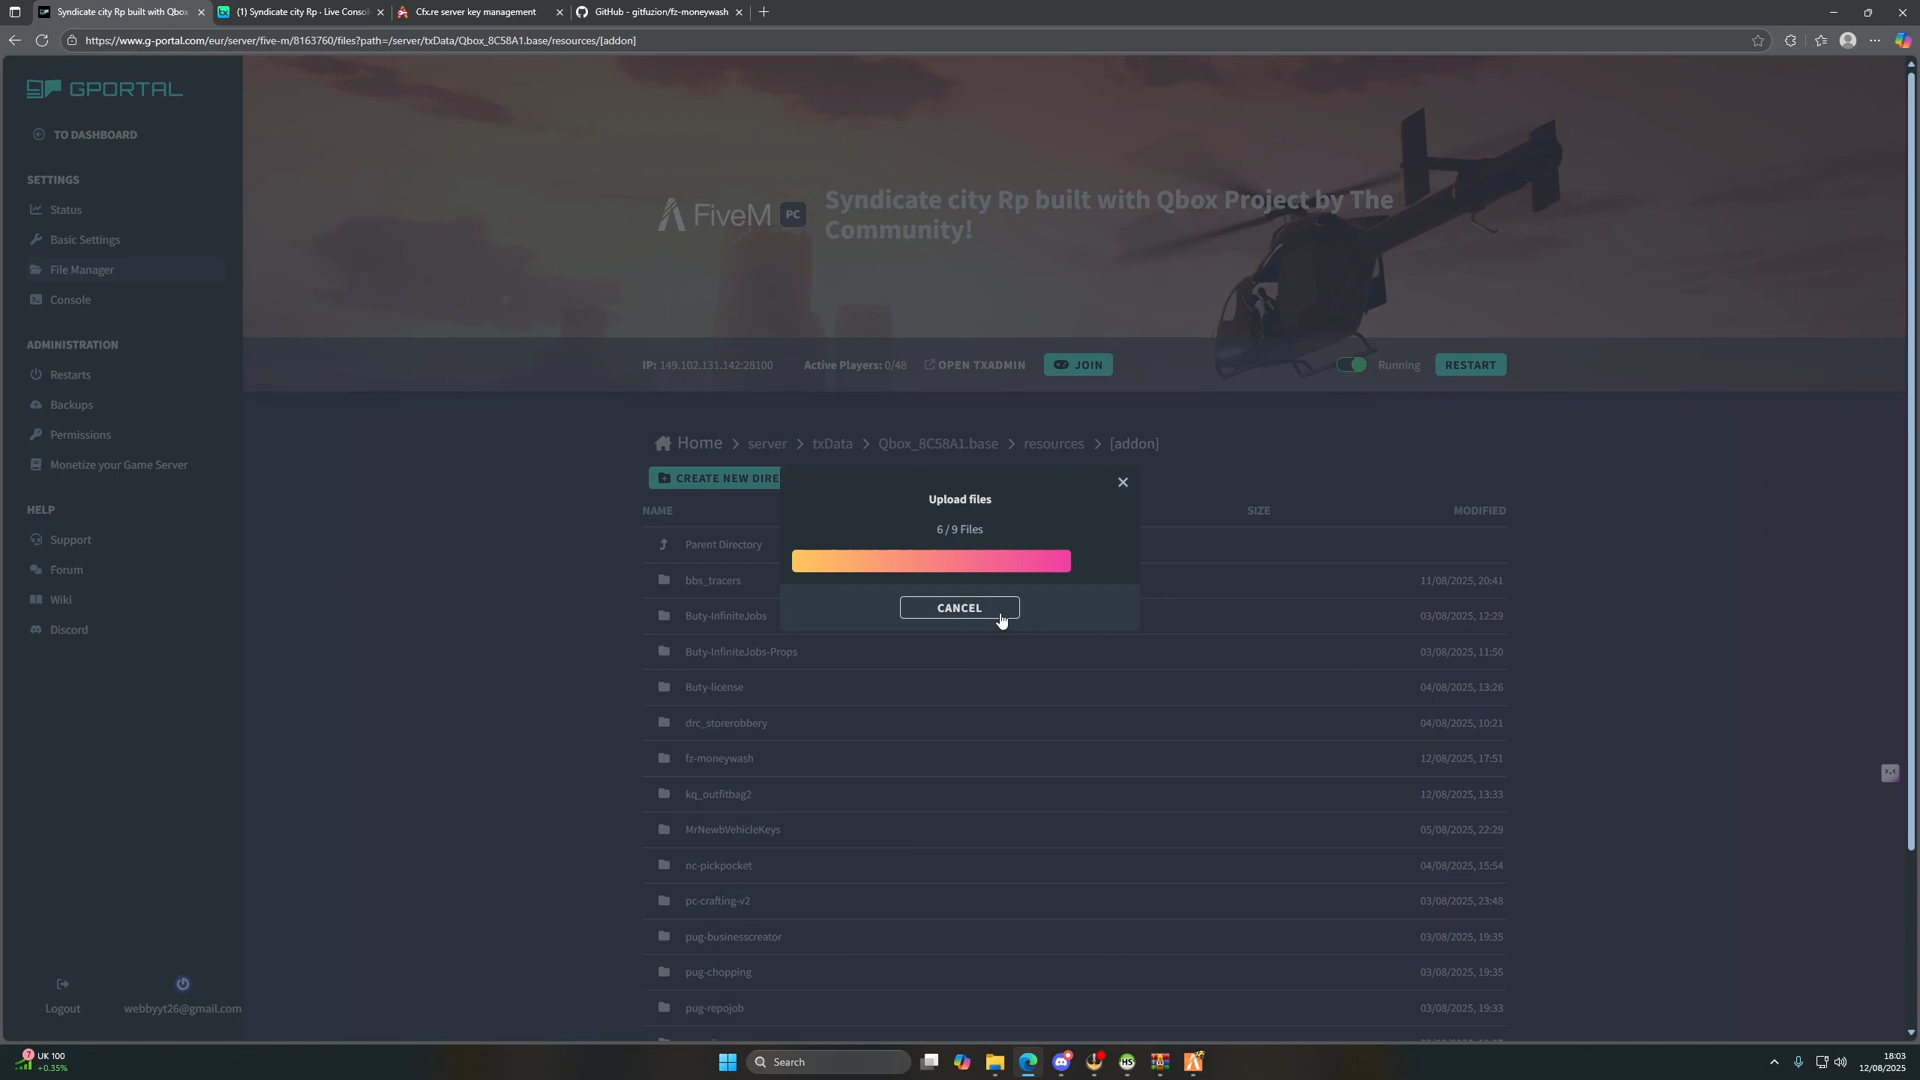 Syndicate city Rp built with Qbox
(1) Syndicate city Rp · Live Consol
Cfx.re server key management
GitHub - gitfuzion/fz-moneywash
https://www.g-portal.com/eur/server/five-m/8163760/files?path=/server/txData/Qbox_8C58A1.base/resources/[addon]
GPORTAL
TO DASHBOARD
SETTINGS
Status
Basic Settings
File Manager
Console
ADMINISTRATION
Restarts
Backups
Permissions
Monetize your Game Server
HELP
Support
Forum
Wiki
Discord
Logout
webbyyt26@gmail.com
FiveM PC
Syndicate city Rp built with Qbox Project by The
Community!
IP: 149.102.131.142:28100
Active Players: 0/48
OPEN TXADMIN
JOIN
Running
RESTART
Home > server > txData > Qbox_8C58A1.base > resources > [addon]
CREATE NEW DIRE
NAME SIZE MODIFIED
Upload files
6 / 9 Files
CANCEL
Parent Directory
bbs_tracers 11/08/2025, 20:41
Buty-InfiniteJobs 03/08/2025, 12:29
Buty-InfiniteJobs-Props 03/08/2025, 11:50
Buty-license 04/08/2025, 13:26
drc_storerobbery 04/08/2025, 10:21
fz-moneywash 12/08/2025, 17:51
kq_outfitbag2 12/08/2025, 13:33
MrNewbVehicleKeys 05/08/2025, 22:29
nc-pickpocket 04/08/2025, 15:54
pc-crafting-v2 03/08/2025, 23:48
pug-businesscreator 03/08/2025, 19:35
pug-chopping 03/08/2025, 19:35
pug-repojob 03/08/2025, 19:33
7
UK 100
+0.35%
Search
HS
18:03
12/08/2025